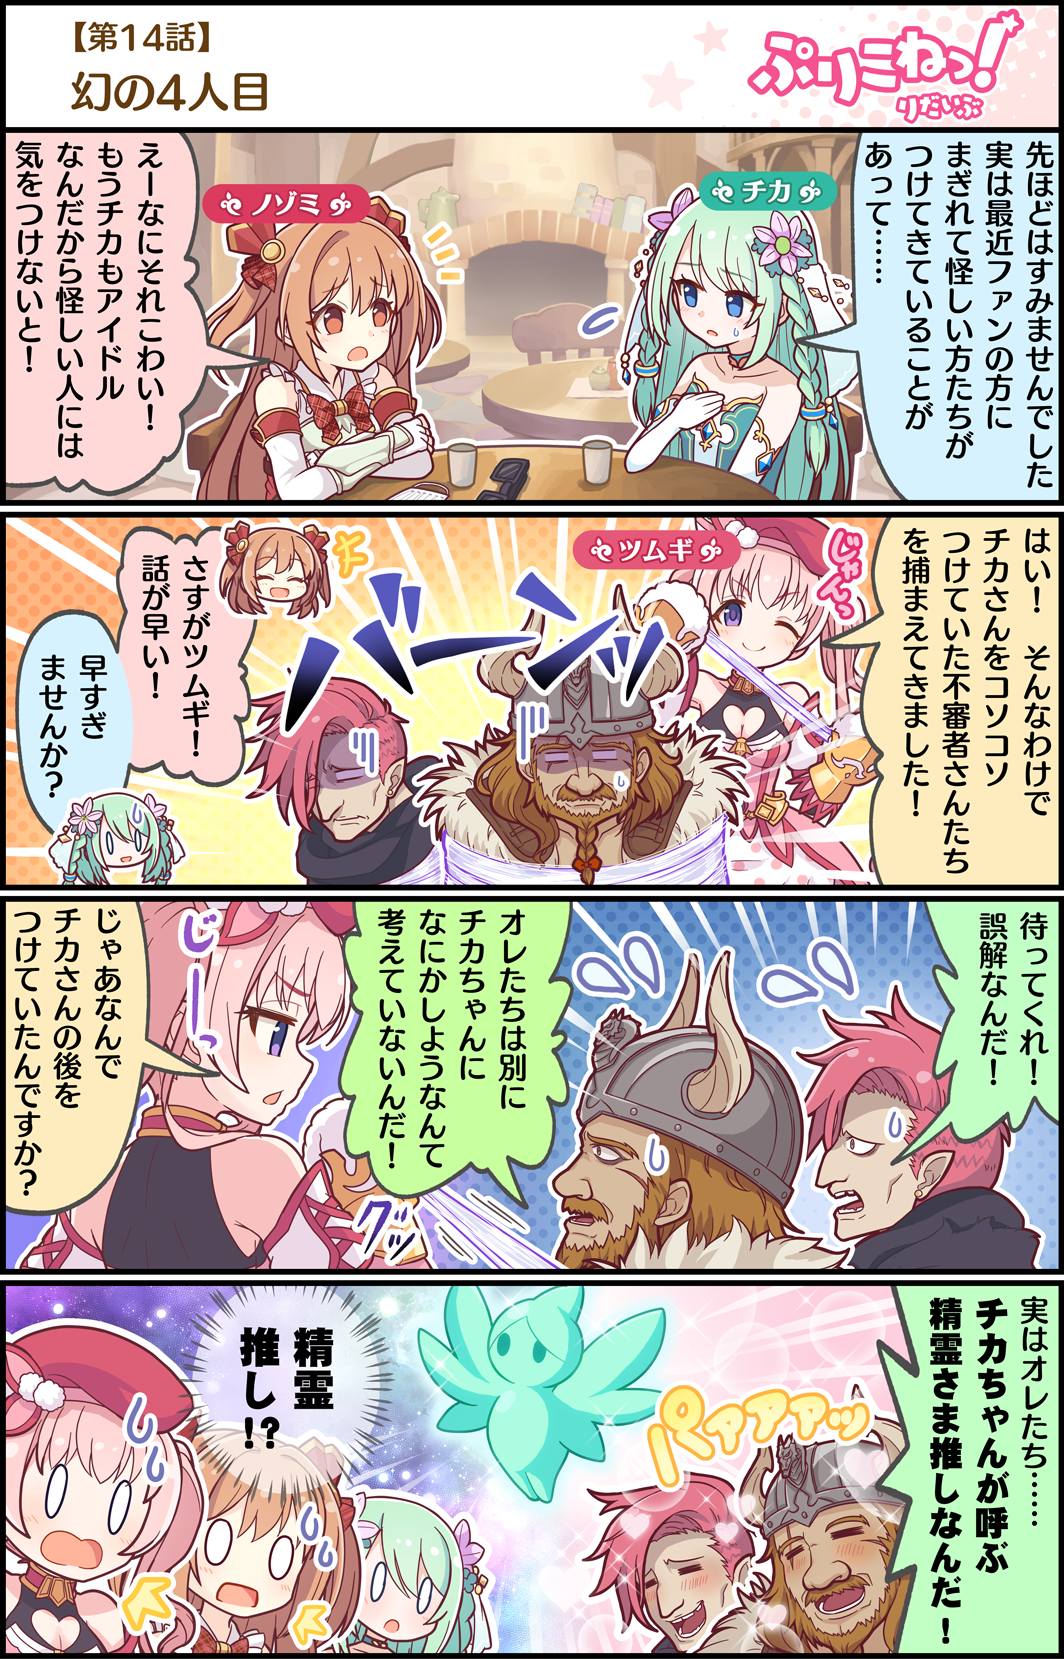 【第14話】
幻の4人目
ぷりこねっ!
りだいぶ
チカ
先ほどはすみませんでした
実は最近ファンの方に
まぎれて怪しい方たちが
つけてきていることが
あって……
ノゾミ
えーなにそれこわい！
もうチカもアイドル
なんだから怪しい人には
気をつけないと！
はい！　そんなわけで
チカさんをコソコソ
つけていた不審者さんたち
を捕まえてきました！
じゃんっ
ツムギ
バーンッ
さすがツムギ！
話が早い！
早すぎ
ませんか？
待ってくれ！
誤解なんだ！
オレたちは別に
チカちゃんに
なにかしようなんて
考えていないんだ！
グッ
じーっ
じゃあなんで
チカさんの後を
つけていたんですか？
実はオレたち……
チカちゃんが呼ぶ
精霊さま推しなんだ！
パァァァッ
精霊
推し!?